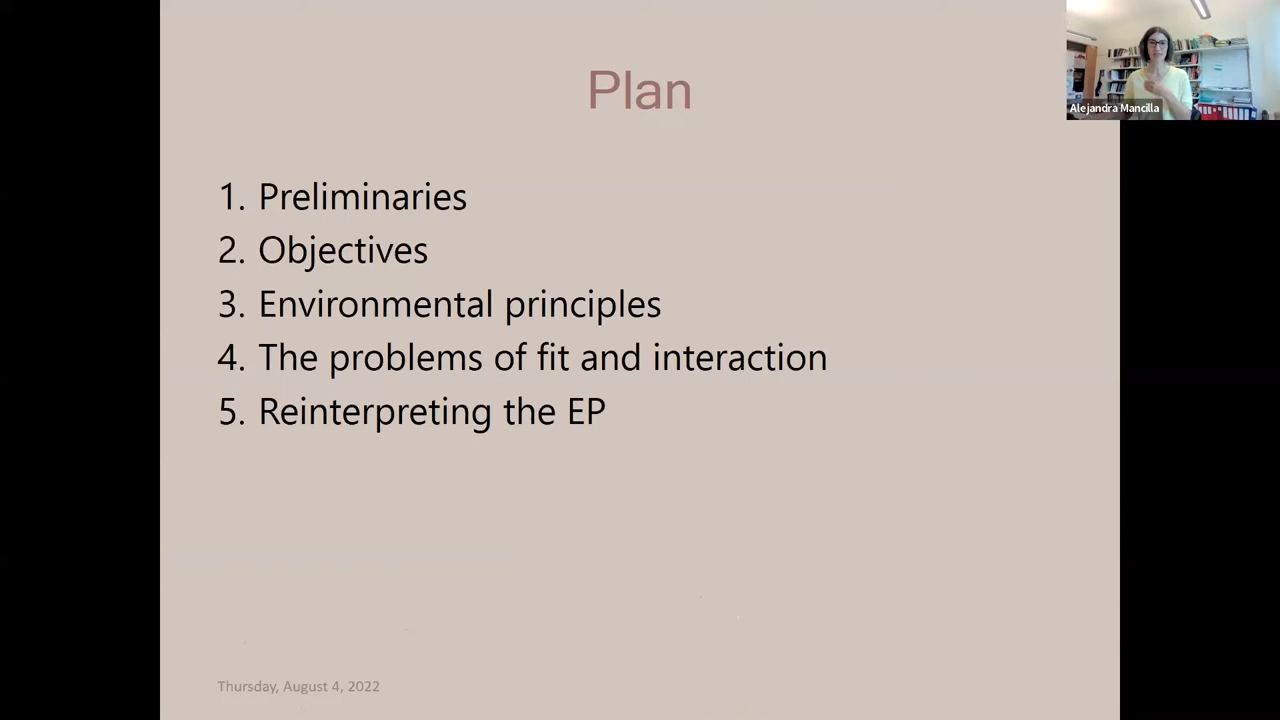 Plan
Alejandra Mancilla
1. Preliminaries
2. Objectives
3. Environmental principles
4. The problems of fit and interaction
5. Reinterpreting the EP
Thursday, August 4, 2022